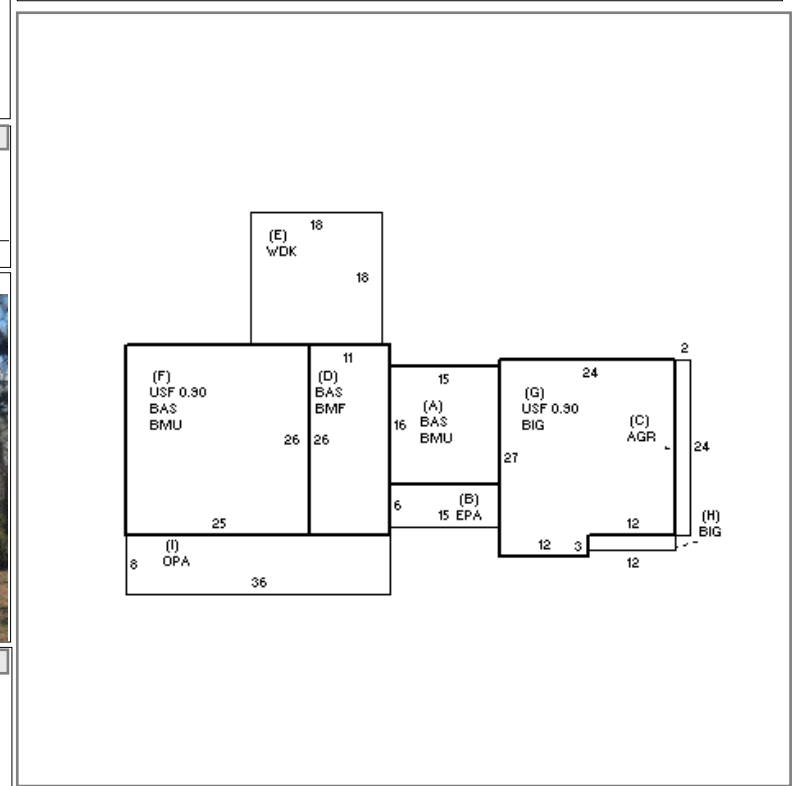 18
(E)
WDK
18
11
(F)
USF 0.90
BAS
BMU
(D)
BAS
BMF
26
26
25
15
(A)
BAS
BMU
16
6
(B)
15 EPA
24
(G)
USF 0.90
BIG
27
(C)
AGR
2
24
12
12
3
(H)
BIG
12
(I)
OPA
8
36